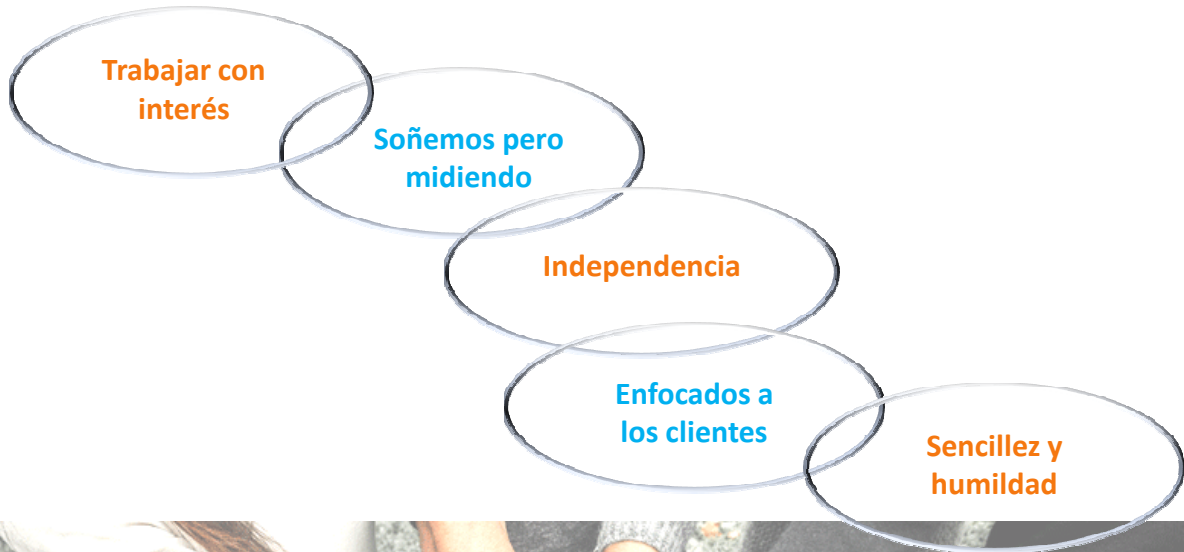 Trabajar con
interés
Soñemos pero
midiendo
Independencia
Enfocados a
los clientes
Sencillez y
humildad